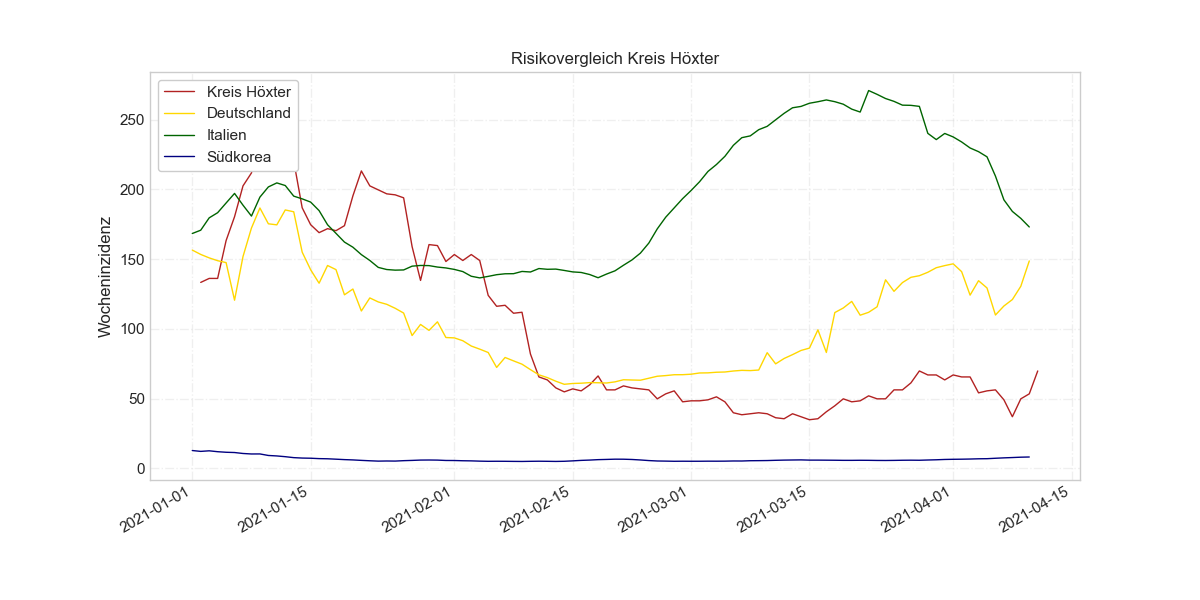 Risikovergleich Kreis Höxter
Kreis Höxter
Deutschland
Italien
Südkorea
Wocheninzidenz
250
200
150
100
50
0
2021-01-01
2021-01-15
2021-02-01
2021-02-15
2021-03-01
2021-03-15
2021-04-01
2021-04-15